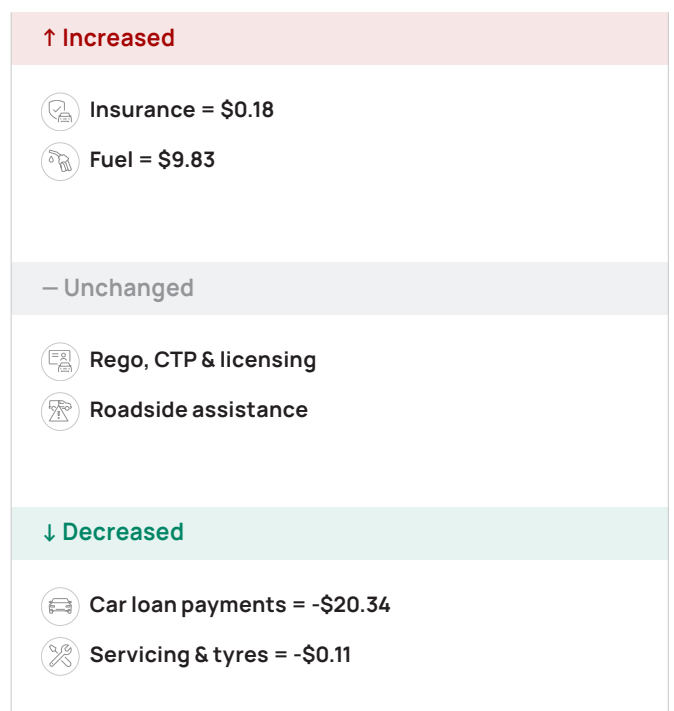 ↑ Increased
Insurance = $0.18
Fuel = $9.83
— Unchanged
Rego, CTP & licensing
Roadside assistance
↓ Decreased
Car loan payments = -$20.34
Servicing & tyres = -$0.11